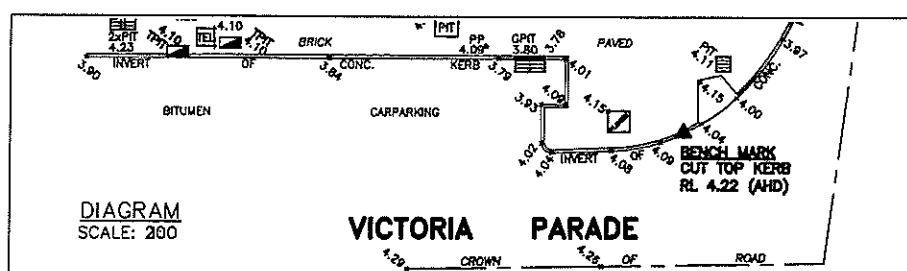 2xPIT
4.23
TPIT
4.10
TEL
4.10
TPIT
4.10
BRICK
PIT
PP
4.09
GPIT
3.80
3.78
PAVED
PIT
4.11
3.97
CONC.
3.90
INVERT OF CONC. KERB
3.84
3.79
4.01
4.15
4.00
BITUMEN
CARPARKING
3.93
4.09
4.15
4.04
4.02
4.04
INVERT OF
4.08
4.09
BENCH MARK
CUT TOP KERB
RL 4.22 (AHD)
DIAGRAM
SCALE: 200
VICTORIA PARADE
4.29
CROWN OF ROAD